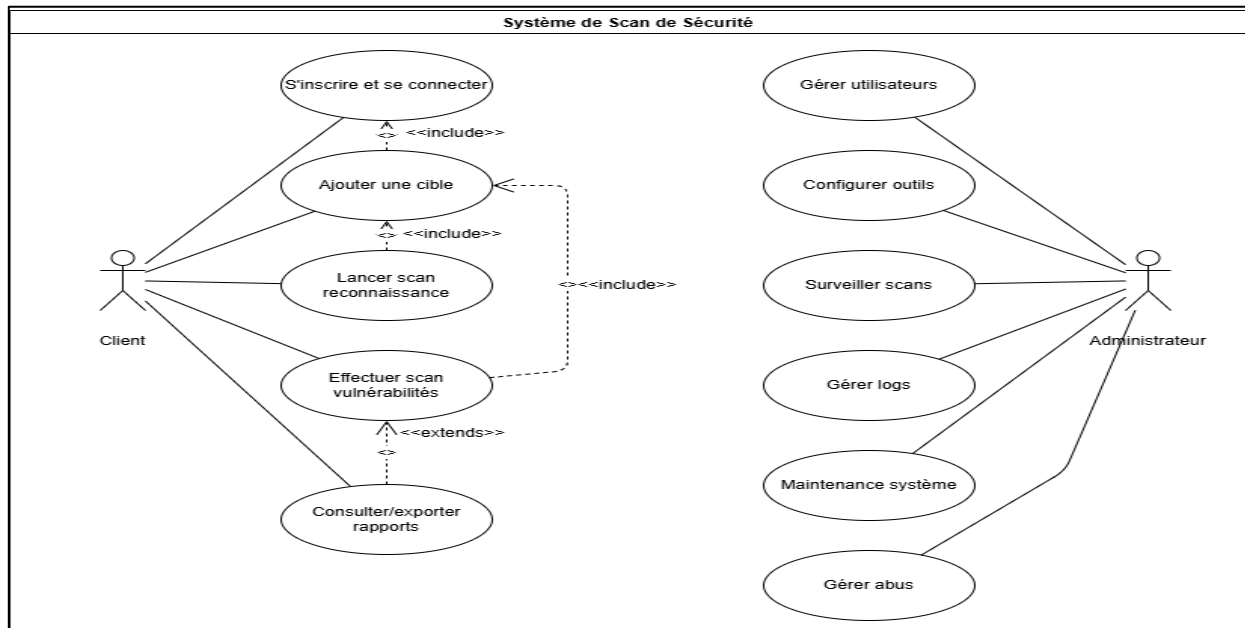 Système de Scan de Sécurité
S'inscrire et se connecter
<<include>>
Ajouter une cible
<<include>>
Lancer scan
reconnaissance
<<include>>
Client
Effectuer scan
vulnérabilités
<<extends>>
Consulter/exporter
rapports
Gérer utilisateurs
Configurer outils
Surveiller scans
Administrateur
Gérer logs
Maintenance système
Gérer abus